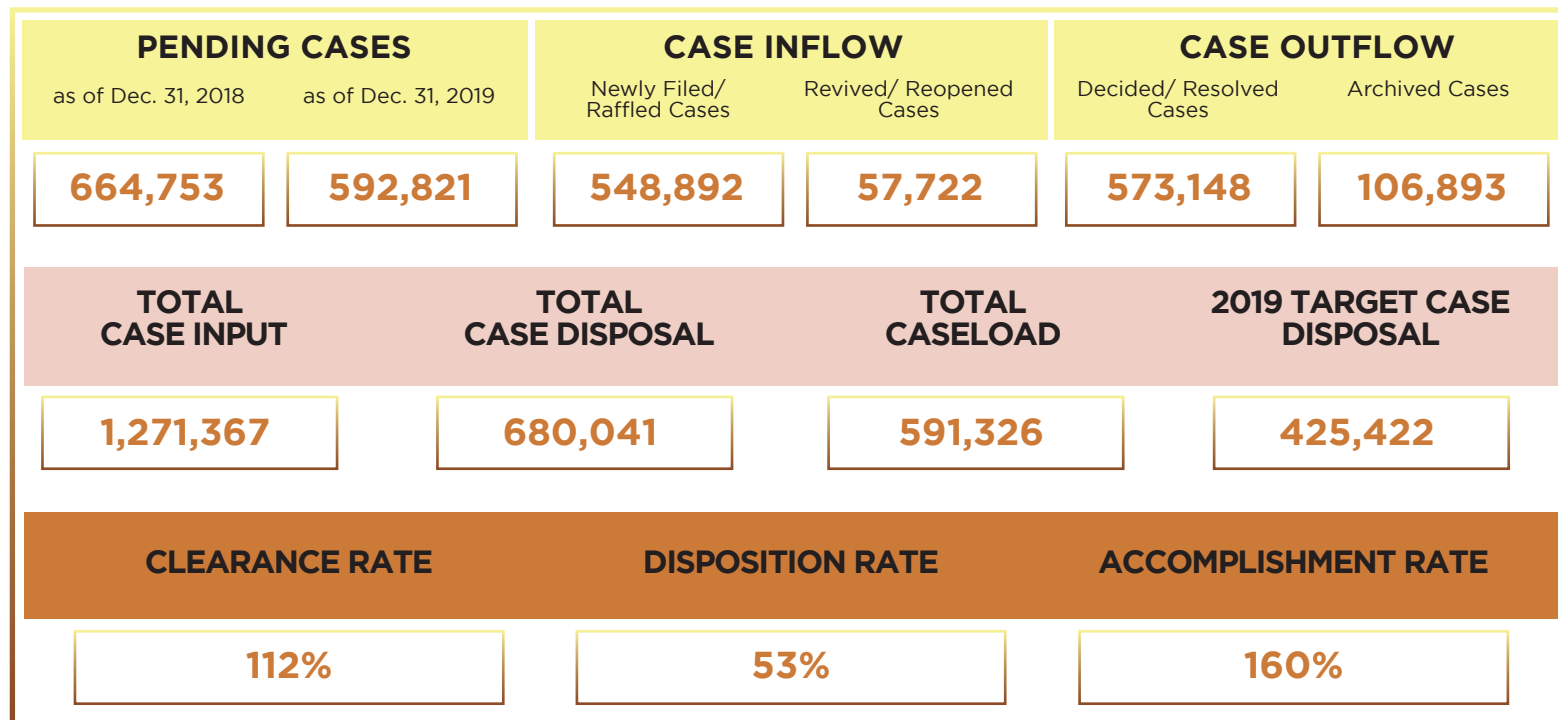 PENDING CASES
as of Dec. 31, 2018
as of Dec. 31, 2019
CASE INFLOW
Newly Filed/
Raffled Cases
Revived/ Reopened
Cases
CASE OUTFLOW
Decided/ Resolved
Cases
Archived Cases
664,753
592,821
548,892
57,722
573,148
106,893
TOTAL
CASE INPUT
TOTAL
CASE DISPOSAL
TOTAL
CASELOAD
2019 TARGET CASE
DISPOSAL
1,271,367
680,041
591,326
425,422
CLEARANCE RATE
DISPOSITION RATE
ACCOMPLISHMENT RATE
112%
53%
160%